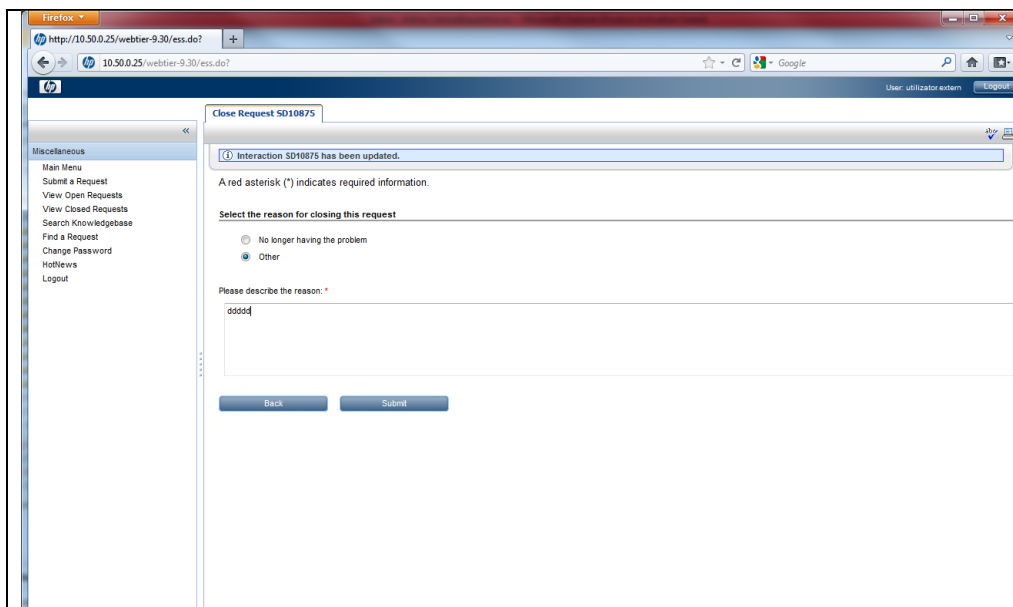 Firefox
http://10.50.0.25/webtier-9.30/ess.do?
+
10.50.0.25/webtier-9.30/ess.do?
Google
hp
User: utilizator.extern
Logout
Close Request SD10875
«
Miscellaneous
Interaction SD10875 has been updated.
Main Menu
Submit a Request
View Open Requests
View Closed Requests
Search Knowledgebase
Find a Request
Change Password
HotNews
Logout
A red asterisk (*) indicates required information.
Select the reason for closing this request
No longer having the problem
Other
Please describe the reason: *
ddddd
Back
Submit